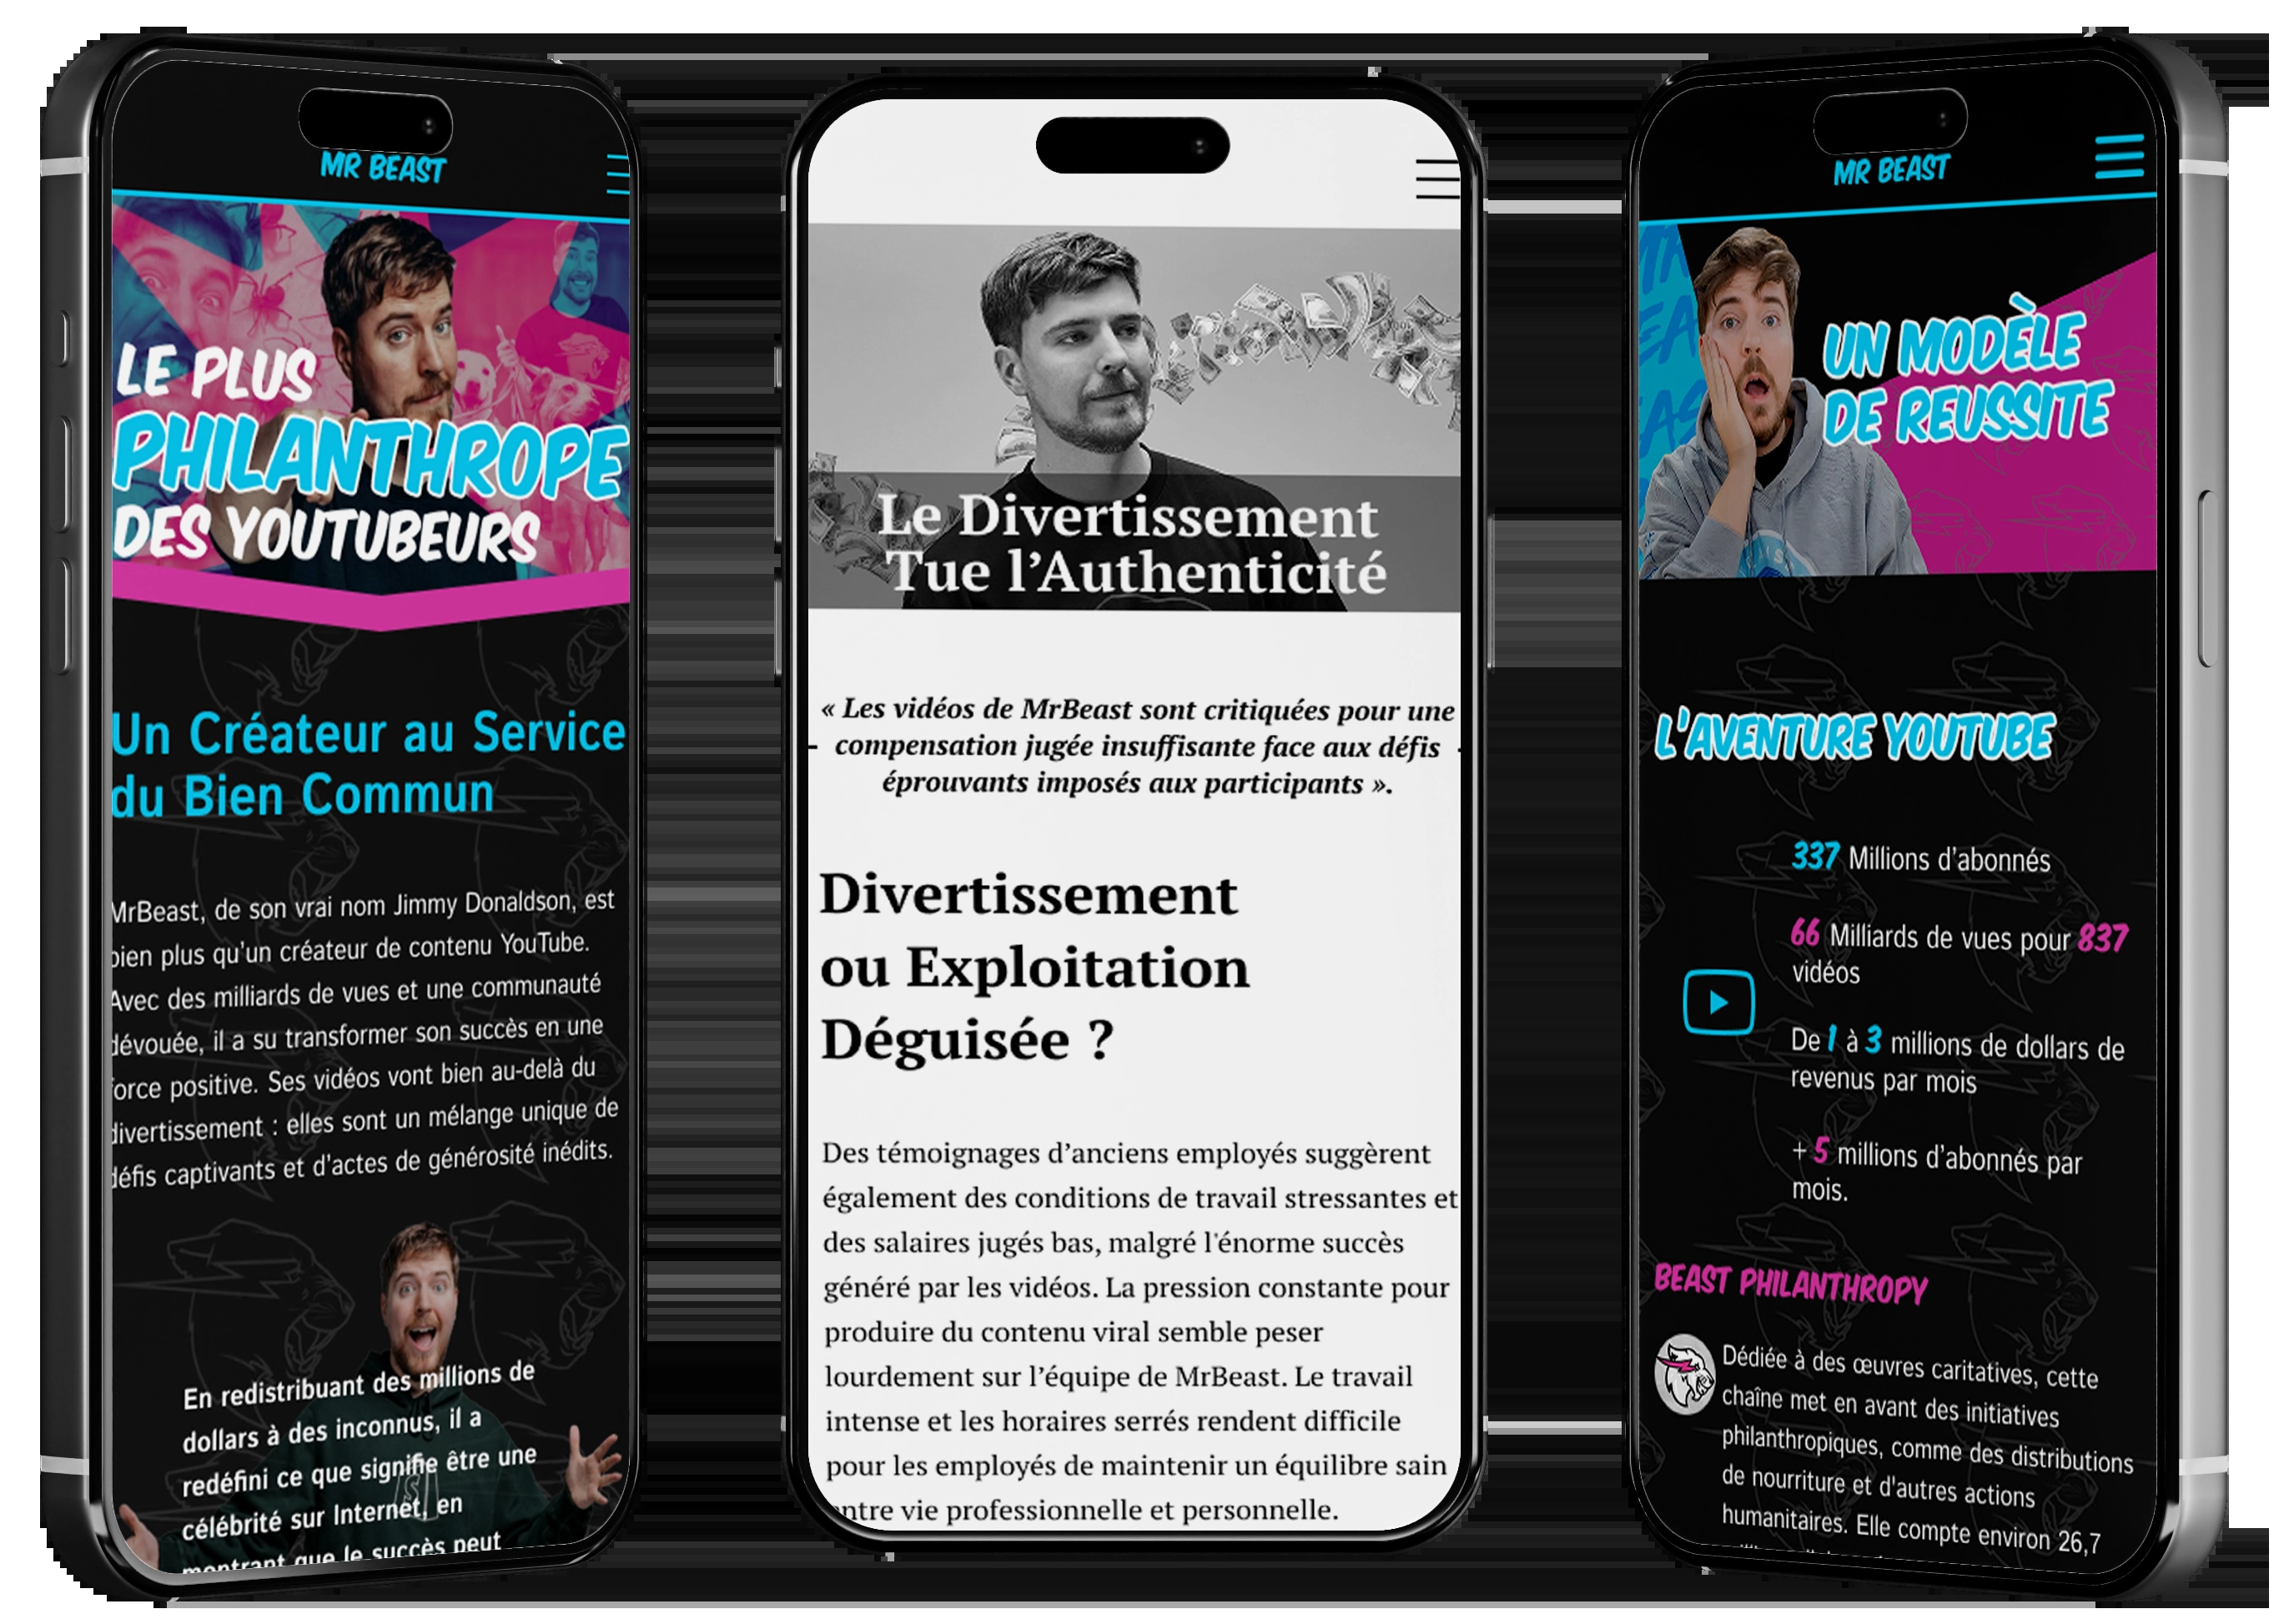 MR BEAST
LE PLUS
PHILANTHROPE
DES YOUTUBEURS
Un Créateur au Service
du Bien Commun
MrBeast, de son vrai nom Jimmy Donaldson, est
bien plus qu'un créateur de contenu YouTube.
Avec des milliards de vues et une communauté
dévouée, il a su transformer son succès en une
force positive. Ses vidéos vont bien au-delà du
divertissement : elles sont un mélange unique de
défis captivants et d'actes de générosité inédits.
En redistribuant des millions de
dollars à des inconnus, il a
redéfini ce que signifie être une
célébrité sur Internet, en
montrant que le succès peut
Le Divertissement
Tue l’Authenticité
« Les vidéos de MrBeast sont critiquées pour une
compensation jugée insuffisante face aux défis
éprouvants imposés aux participants ».
Divertissement
ou Exploitation
Déguisée ?
Des témoignages d’anciens employés suggèrent
également des conditions de travail stressantes et
des salaires jugés bas, malgré l'énorme succès
généré par les vidéos. La pression constante pour
produire du contenu viral semble peser
lourdement sur l’équipe de MrBeast. Le travail
intense et les horaires serrés rendent difficile
pour les employés de maintenir un équilibre sain
entre vie professionnelle et personnelle.
MR BEAST
UN MODÈLE
DE REUSSITE
L'AVENTURE YOUTUBE
337 Millions d'abonnés
66 Milliards de vues pour 837
vidéos
De 1 à 3 millions de dollars de
revenus par mois
+ 5 millions d'abonnés par
mois.
BEAST PHILANTHROPY
Dédiée à des œuvres caritatives, cette
chaîne met en avant des initiatives
philanthropiques, comme des distributions
de nourriture et d'autres actions
humanitaires. Elle compte environ 26,7